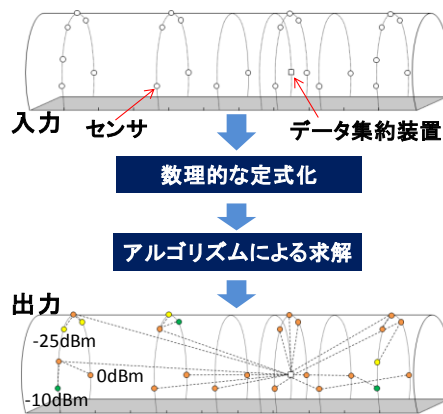 入力
センサ
データ集約装置
数理的な定式化
アルゴリズムによる求解
出力
-25dBm
0dBm
-10dBm